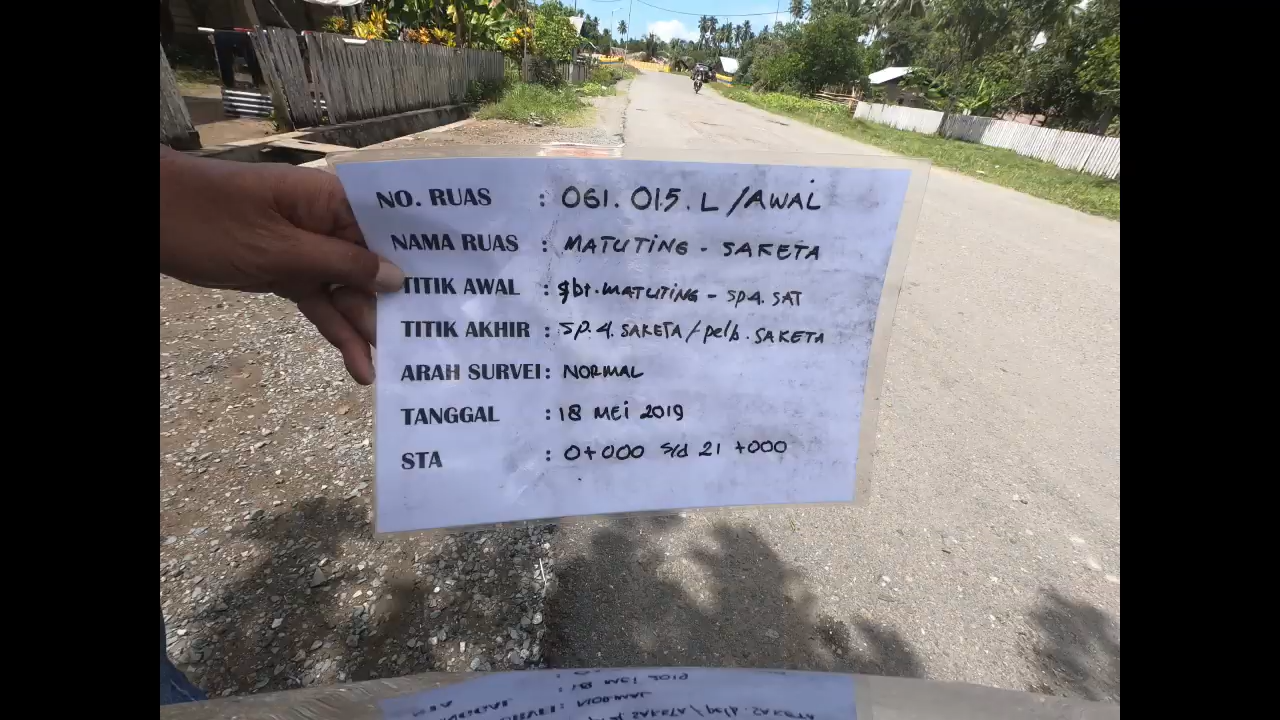 NO. RUAS : 061.015.L/AWAL
NAMA RUAS : MATUTING - SAKETA
TITIK AWAL : Jbt.MATUTING - SP4. SAT
TITIK AKHIR : SP.4.SAKETA/pelb.SAKETA
ARAH SURVEI : NORMAL
TANGGAL : 18 MEI 2019
STA : 0+000 s/d 21+000